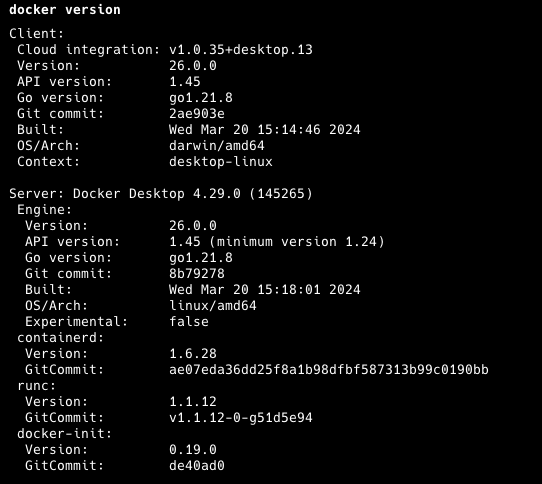 docker version
Client:
 Cloud integration: v1.0.35+desktop.13
 Version:           26.0.0
 API version:       1.45
 Go version:        go1.21.8
 Git commit:        2ae903e
 Built:             Wed Mar 20 15:14:46 2024
 OS/Arch:           darwin/amd64
 Context:           desktop-linux

Server: Docker Desktop 4.29.0 (145265)
 Engine:
  Version:          26.0.0
  API version:      1.45 (minimum version 1.24)
  Go version:       go1.21.8
  Git commit:       8b79278
  Built:            Wed Mar 20 15:18:01 2024
  OS/Arch:          linux/amd64
  Experimental:     false
 containerd:
  Version:          1.6.28
  GitCommit:        ae07eda36dd25f8a1b98dfbf587313b99c0190bb
 runc:
  Version:          1.1.12
  GitCommit:        v1.1.12-0-g51d5e94
 docker-init:
  Version:          0.19.0
  GitCommit:        de40ad0